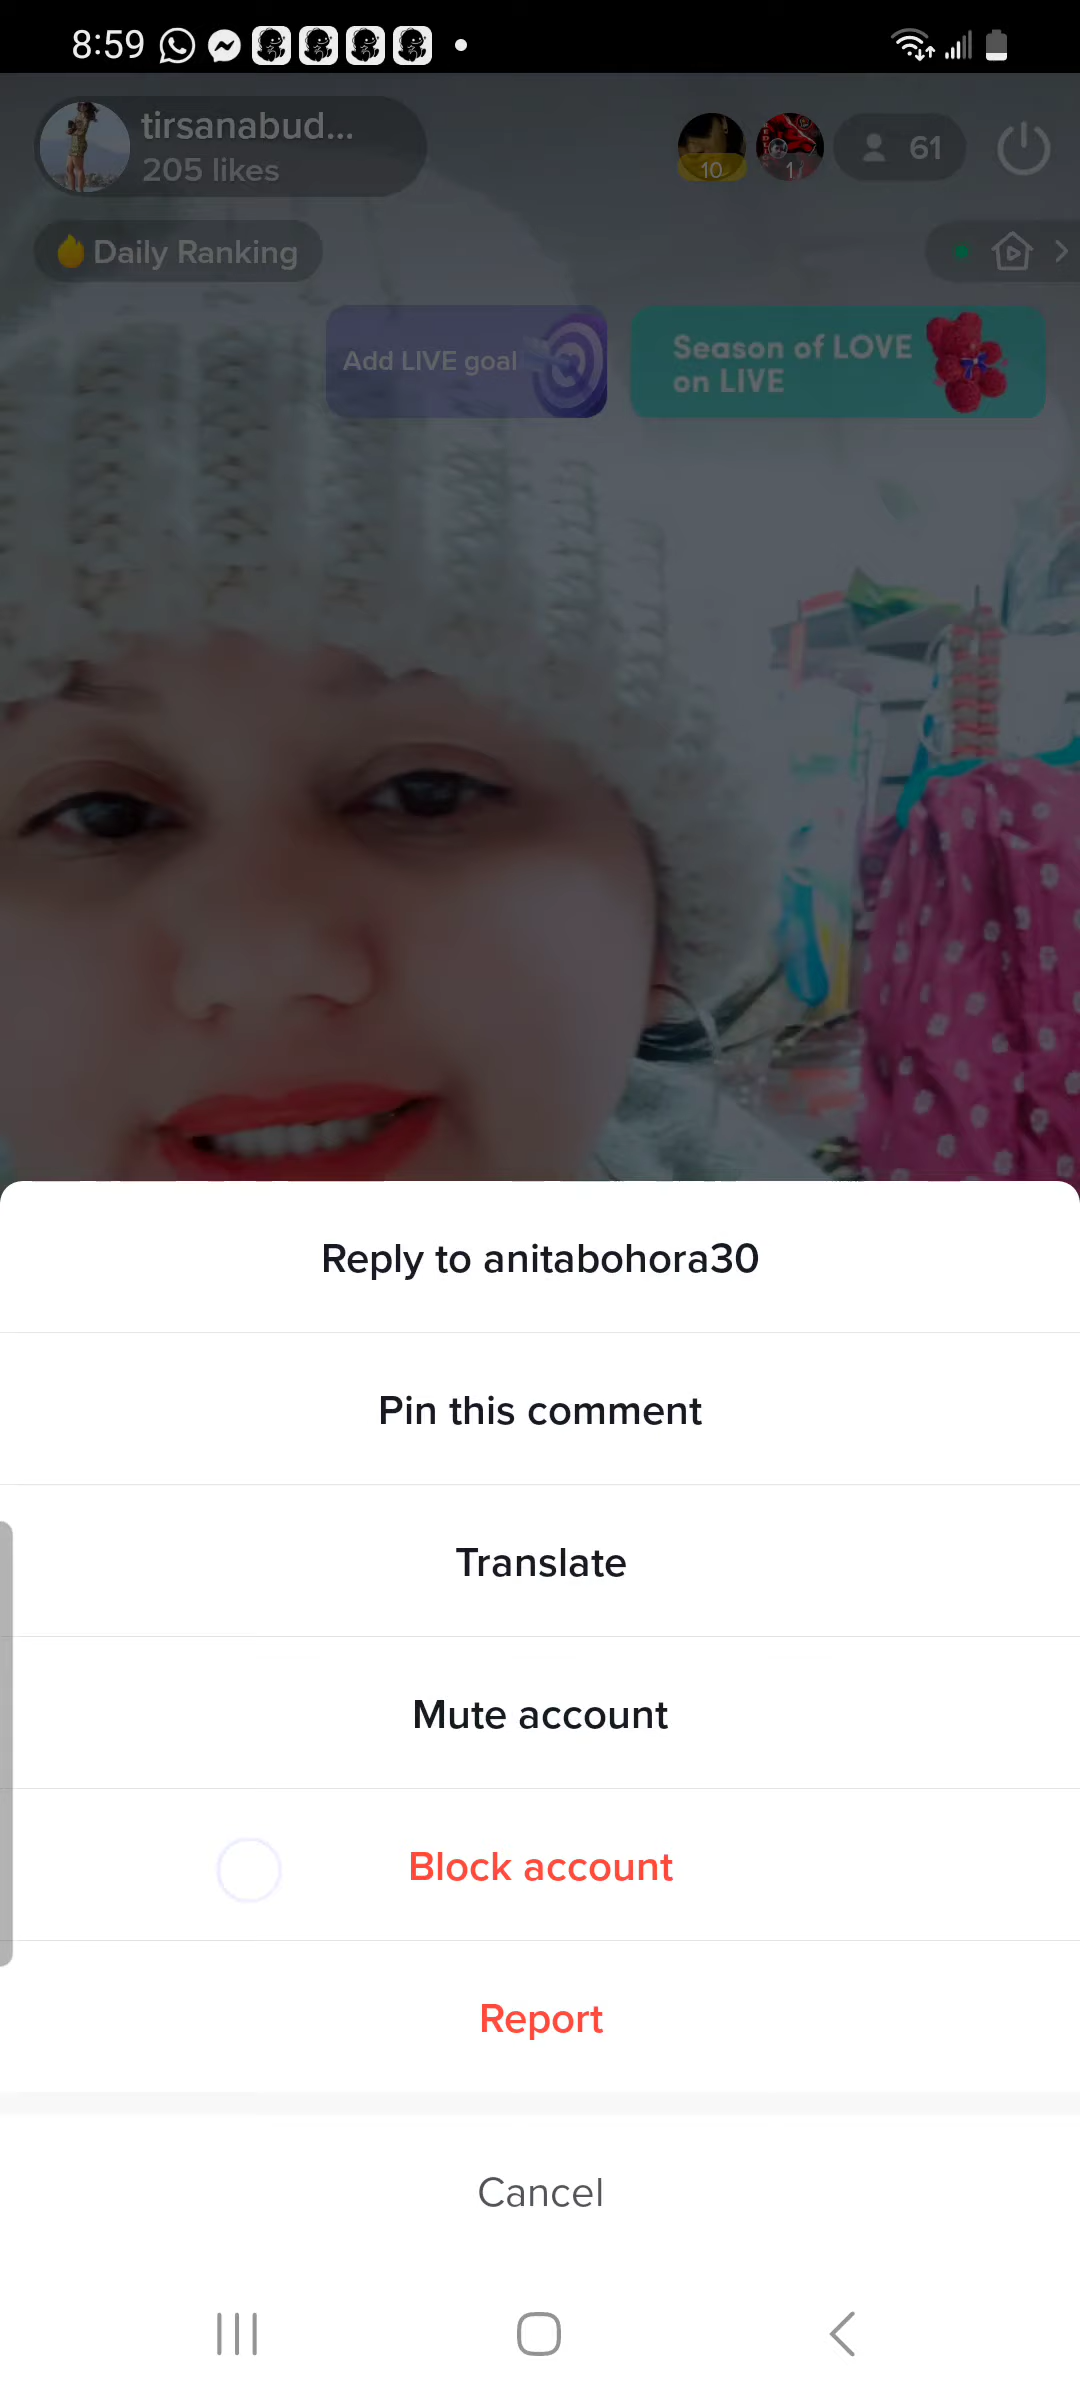 8:59
tirsanabud...
205 likes
10
61
Daily Ranking
Add LIVE goal
Season of LOVE
on LIVE
Reply to anitabohora30
Pin this comment
Translate
Mute account
Block account
Report
Cancel